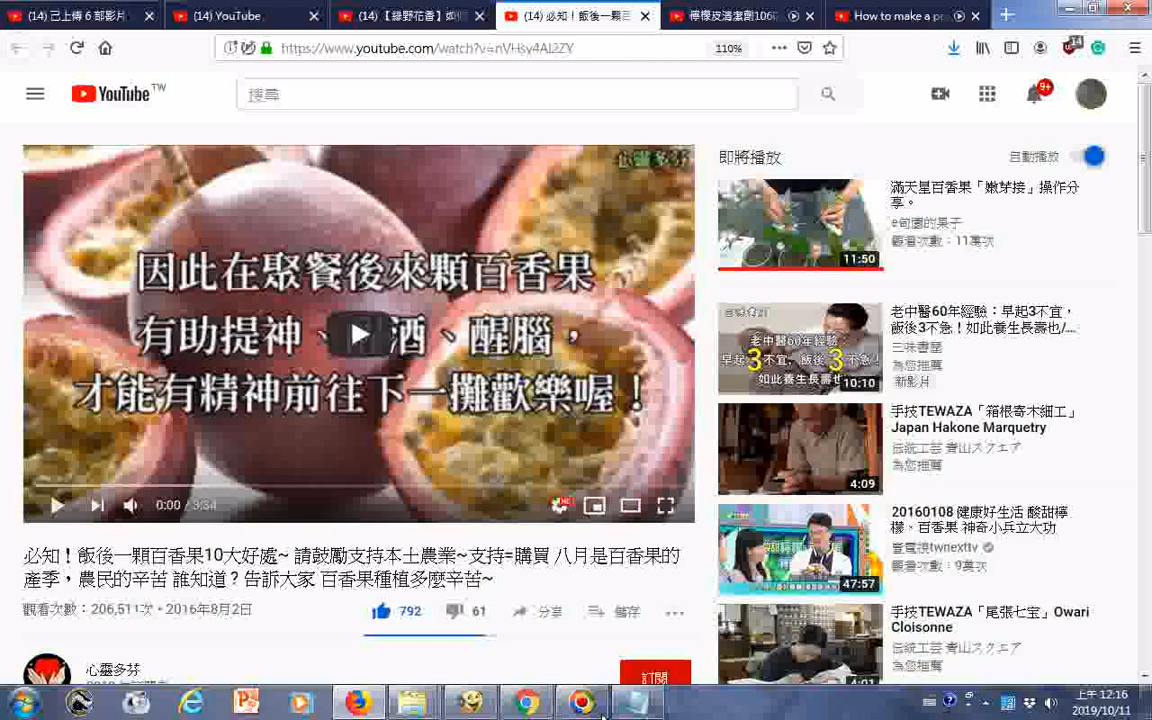 (14) 己上傳 6 部影片
(14) YouTube
(14) 【綠野花香】如何
(14) 必知！飯後一顆百
檸檬皮清潔劑106
How to make a p
https://www.youtube.com/watch?v=nVHsy4Al2ZY
110%
14
YouTube TW
搜尋
9+
因此在聚餐後來顆百香果
有助提神、 酒、醒腦，
才能有精神前往下一攤歡樂喔！
0:00 / 3:34
HD
必知！飯後一顆百香果10大好處~ 請鼓勵支持本土農業~支持=購買 八月是百香果的
產季，農民的辛苦 誰知道？告訴大家 百香果種植多麼辛苦~
觀看次數：206,511次 • 2016年8月2日
792
61
分享
儲存
心靈多芬
訂閱
即將播放
自動播放
滿天星百香果「嫩芽接」操作分
享。
e甸園的果子
觀看次數：11萬次
11:50
老中醫60年經驗：早起3不宜，
飯後3不急！如此養生長壽也/...
三味書屋
為您推薦
新影片
老中醫60年經驗：
早起3不宜，飯後3不急！
如此養生長壽也
10:10
手技TEWAZA「箱根寄木細工」
Japan Hakone Marquetry
伝統工芸 青山スクエア
為您推薦
4:09
20160108 健康好生活 酸甜檸
檬、百香果 神奇小兵立大功
壹電視twnexttv
觀看次數：9萬次
47:57
手技TEWAZA「尾張七宝」Owari
Cloisonne
伝統工芸 青山スクエア
為您推薦
4:01
上午 12:16
2019/10/11